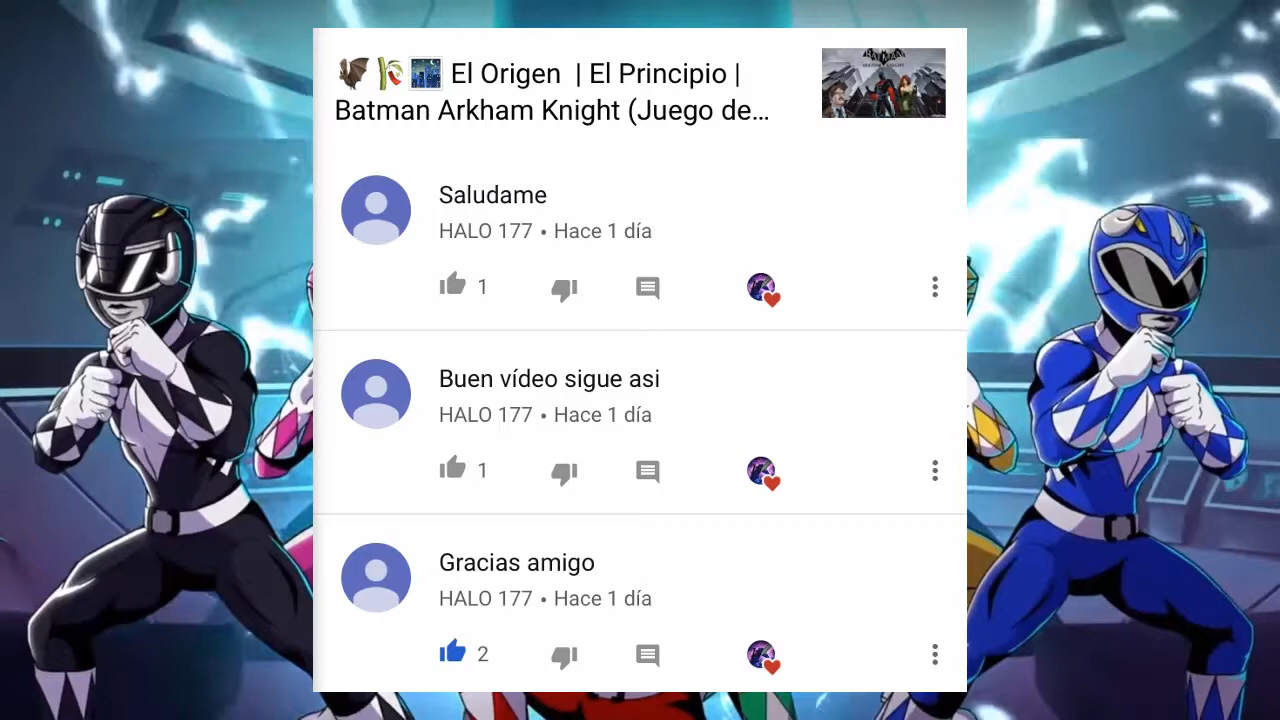 🦇🎋🌃 El Origen | El Principio |
Batman Arkham Knight (Juego de...
BATMAN
Saludame
HALO 177 • Hace 1 día
1
Buen vídeo sigue asi
HALO 177 • Hace 1 día
1
Gracias amigo
HALO 177 • Hace 1 día
2